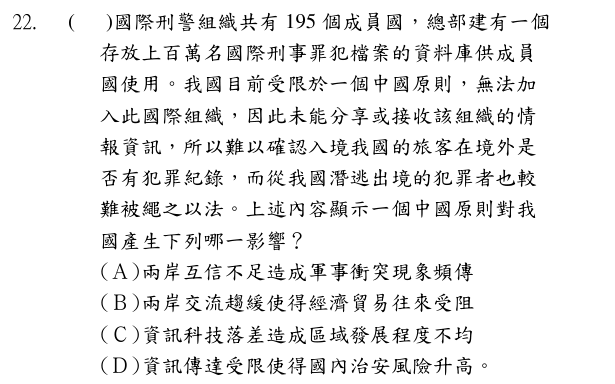 22. ( )國際刑警組織共有 195 個成員國，總部建有一個
存放上百萬名國際刑事罪犯檔案的資料庫供成員
國使用。我國目前受限於一個中國原則，無法加
入此國際組織，因此未能分享或接收該組織的情
報資訊，所以難以確認入境我國的旅客在境外是
否有犯罪紀錄，而從我國潛逃出境的犯罪者也較
難被繩之以法。上述內容顯示一個中國原則對我
國產生下列哪一影響？
(A)兩岸互信不足造成軍事衝突現象頻傳
(B)兩岸交流趨緩使得經濟貿易往來受阻
(C)資訊科技落差造成區域發展程度不均
(D)資訊傳達受限使得國內治安風險升高。